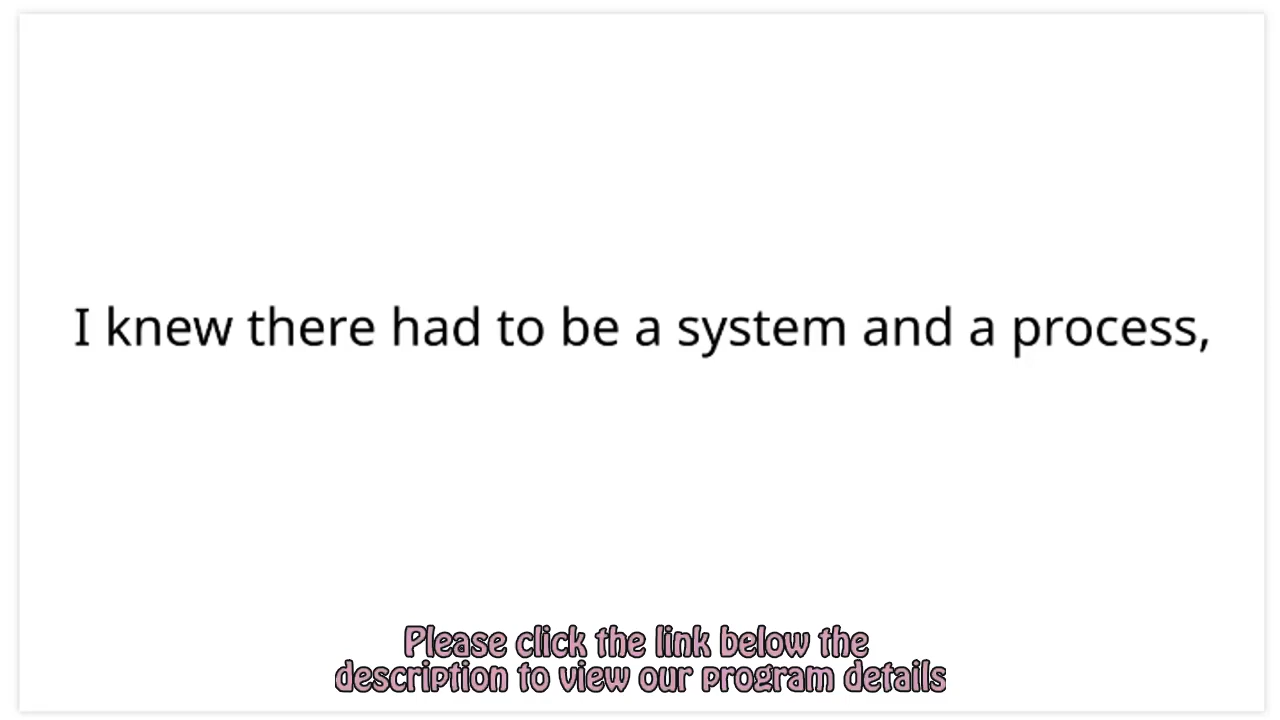 I knew there had to be a system and a process,
Please click the link below the
description to view our program details